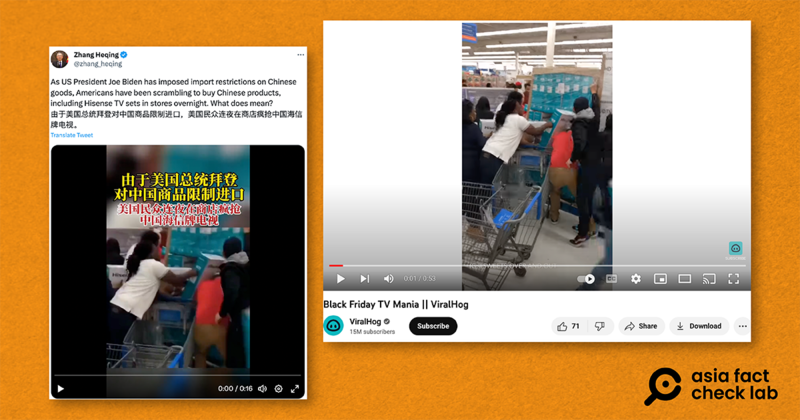 Zhang Heqing
@zhang_heqing
As US President Joe Biden has imposed import restrictions on Chinese
goods, Americans have been scrambling to buy Chinese products,
including Hisense TV sets in stores overnight. What does mean?
由于美国总统拜登对中国商品限制进口，美国民众连夜在商店疯抢中国海信
牌电视。
Translate Tweet
由于美国总统拜登
对中国商品限制进口
美国民众连夜在商店疯抢
中国海信牌电视
0:00 / 0:16
0:01 / 0:53
Black Friday TV Mania || ViralHog
ViralHog
15M subscribers
Subscribe
71
Share
Download
asia fact
check lab